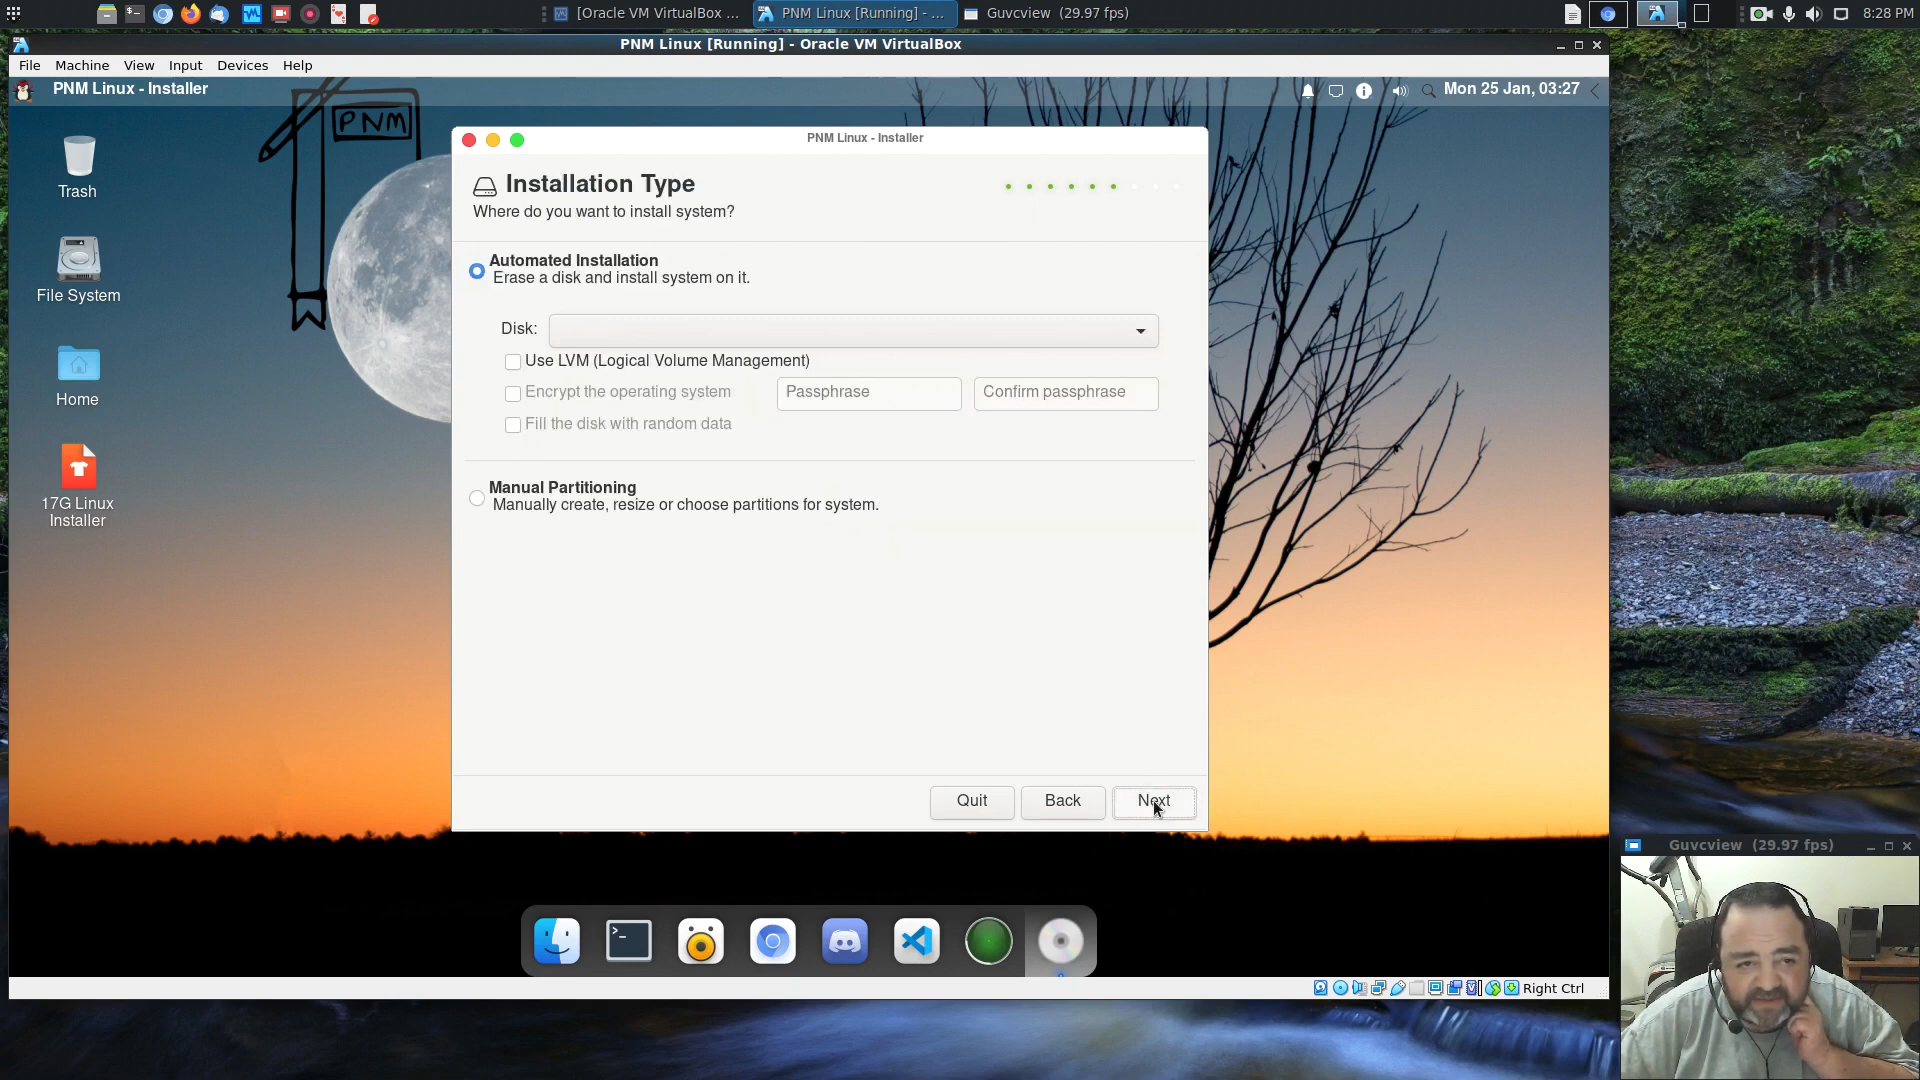 [Oracle VM VirtualBox ...
PNM Linux [Running] - ...
Guvcview (29.97 fps)
8:28 PM
PNM Linux [Running] - Oracle VM VirtualBox
File Machine View Input Devices Help
PNM Linux - Installer
Mon 25 Jan, 03:27
PNM
Trash
File System
Home
17G Linux
Installer
PNM Linux - Installer
Installation Type
Where do you want to install system?
Automated Installation
Erase a disk and install system on it.
Disk:
Use LVM (Logical Volume Management)
Encrypt the operating system
Passphrase
Confirm passphrase
Fill the disk with random data
Manual Partitioning
Manually create, resize or choose partitions for system.
Quit
Back
Next
Right Ctrl
Guvcview (29.97 fps)